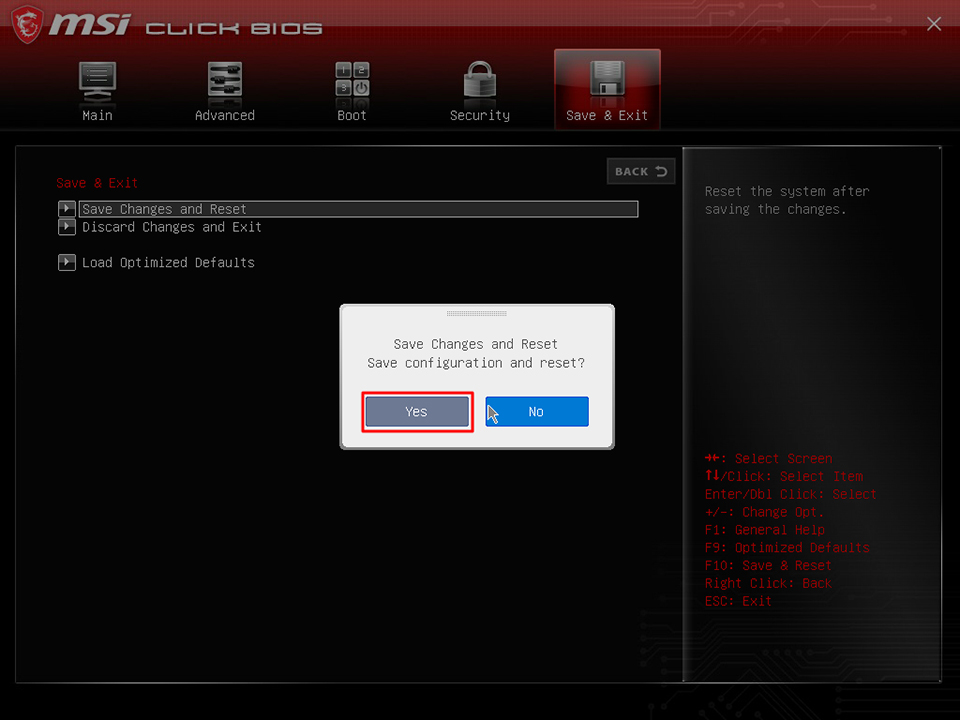 msi CLICK BIOS
Main
Advanced
1 2
3
Boot
Security
Save & Exit
BACK
Save & Exit
Save Changes and Reset
Discard Changes and Exit
Load Optimized Defaults
Reset the system after
saving the changes.
Save Changes and Reset
Save configuration and reset?
Yes
No
→←: Select Screen
↑↓/Click: Select Item
Enter/Dbl Click: Select
+/-: Change Opt.
F1: General Help
F9: Optimized Defaults
F10: Save & Reset
Right Click: Back
ESC: Exit